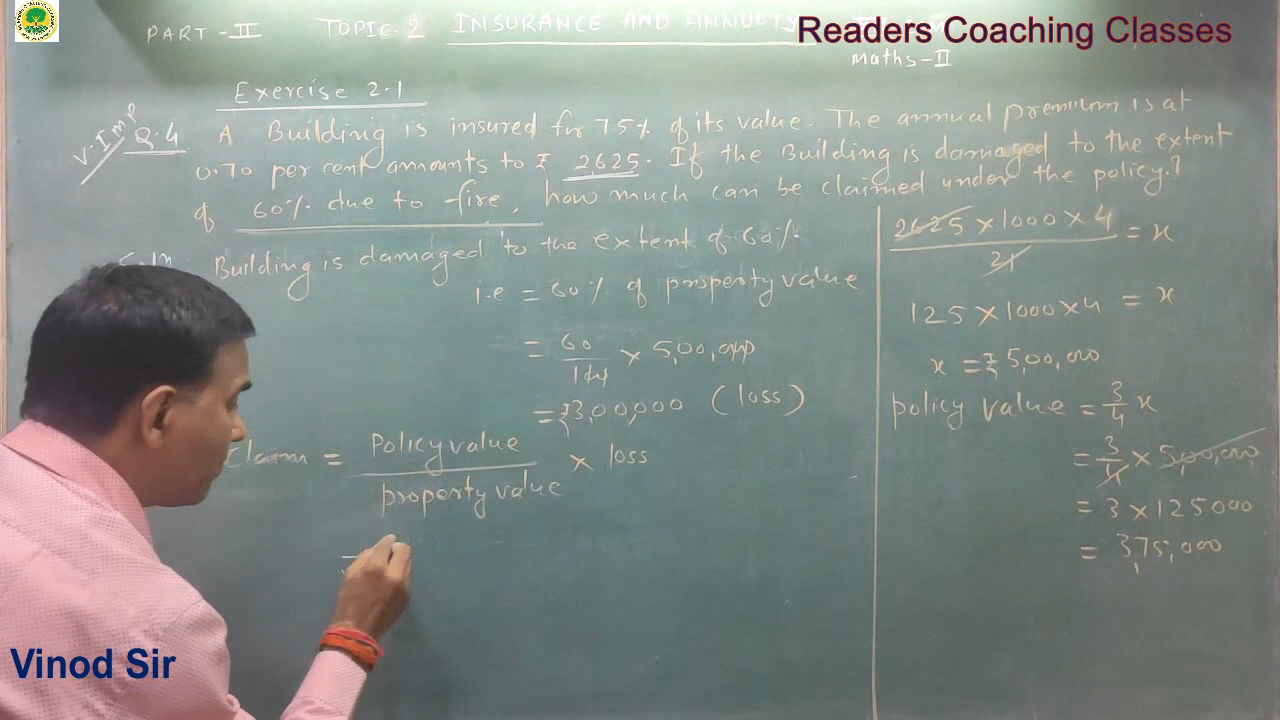 Readers Coaching Classes
PART-II TOPIC-2 INSURANCE AND ANNUITY
Maths-II
Exercise 2.1
V.Imp Q.4 A Building is insured for 75% of its value. The annual premium is at
0.70 per cent amounts to ₹ 2625. If the Building is damaged to the extent
of 60% due to fire, how much can be claimed under the policy?
Building is damaged to the extent of 60%
i.e = 60% of property value
= 60/100 × 5,00,000
= ₹3,00,000 (loss)
Claim = Policy value / property value × loss
2625 × 1000 × 4 / 21 = x
125 × 1000 × 4 = x
x = ₹ 5,00,000
policy value = 3/4 x
= 3/4 × 5,00,000
= 3 × 125000
= 3,75,000
Vinod Sir